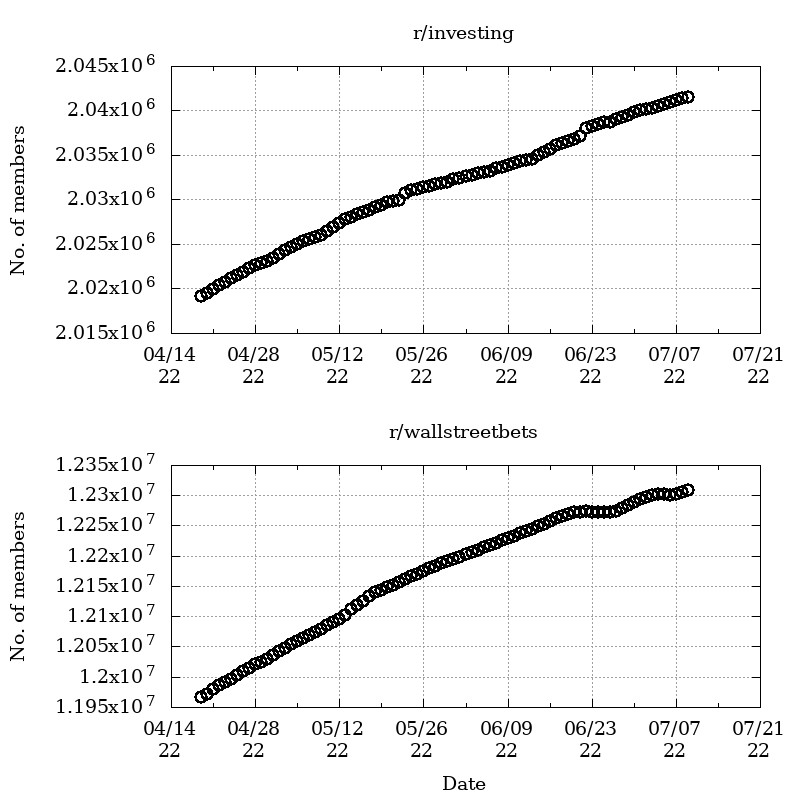 r/investing
2.045x10^6
2.04x10^6
2.035x10^6
2.03x10^6
2.025x10^6
2.02x10^6
2.015x10^6
No. of members
04/14 04/28 05/12 05/26 06/09 06/23 07/07 07/21
22 22 22 22 22 22 22 22
r/wallstreetbets
1.235x10^7
1.23x10^7
1.225x10^7
1.22x10^7
1.215x10^7
1.21x10^7
1.205x10^7
1.2x10^7
1.195x10^7
No. of members
04/14 04/28 05/12 05/26 06/09 06/23 07/07 07/21
22 22 22 22 22 22 22 22
Date